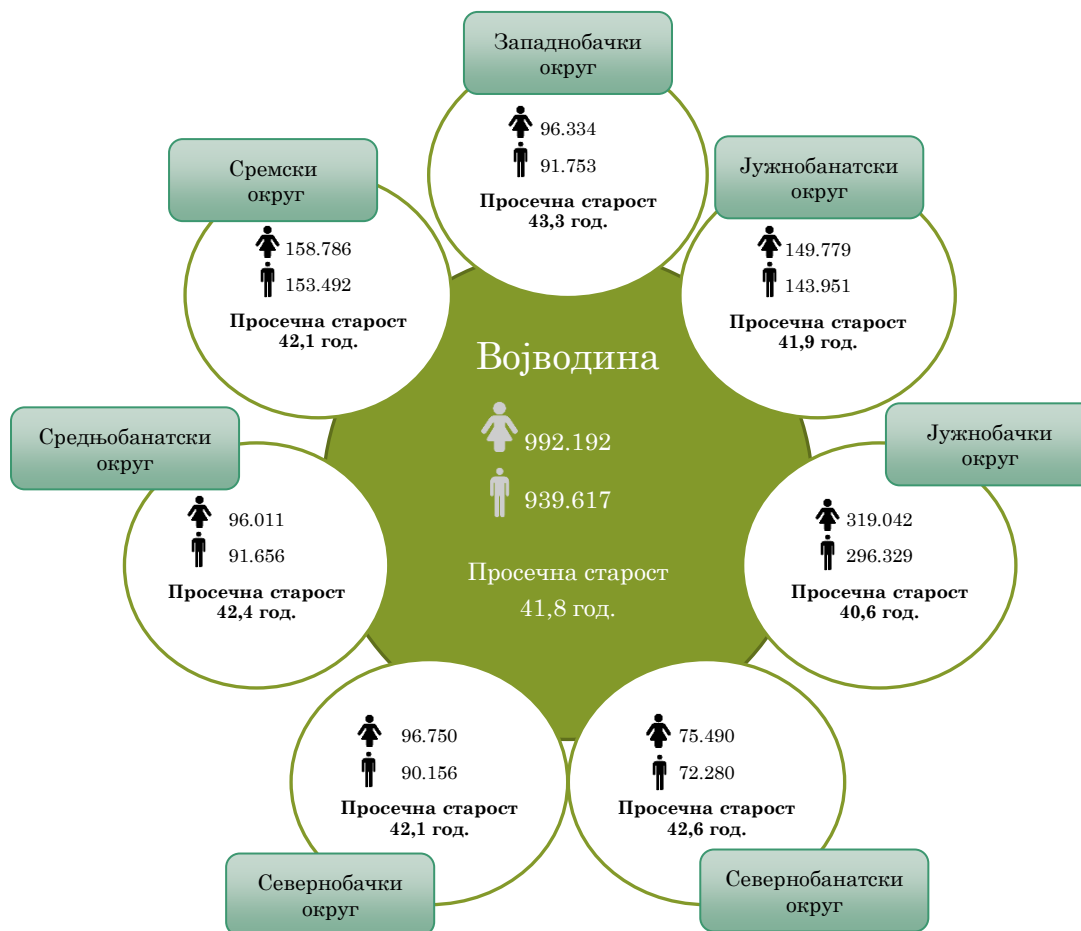 Западнобачки
округ
96.334
91.753
Просечна старост
43,3 год.
Сремски
округ
158.786
153.492
Просечна старост
42,1 год.
Јужнобанатски
округ
149.779
143.951
Просечна старост
41,9 год.
Војводина
992.192
939.617
Просечна старост
41,8 год.
Средњобанатски
округ
96.011
91.656
Просечна старост
42,4 год.
Јужнобачки
округ
319.042
296.329
Просечна старост
40,6 год.
96.750
90.156
Просечна старост
42,1 год.
Севернобачки
округ
75.490
72.280
Просечна старост
42,6 год.
Севернобанатски
округ